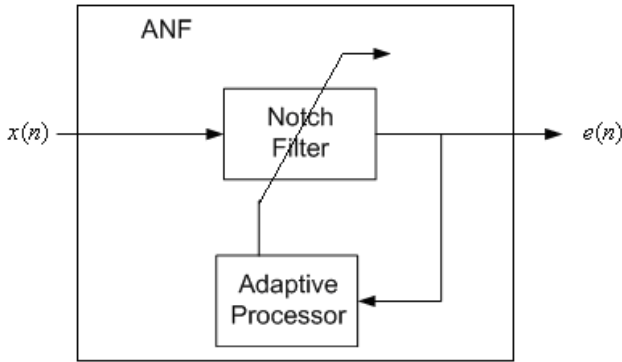 ANF
x(n)
Notch
Filter
e(n)
Adaptive
Processor